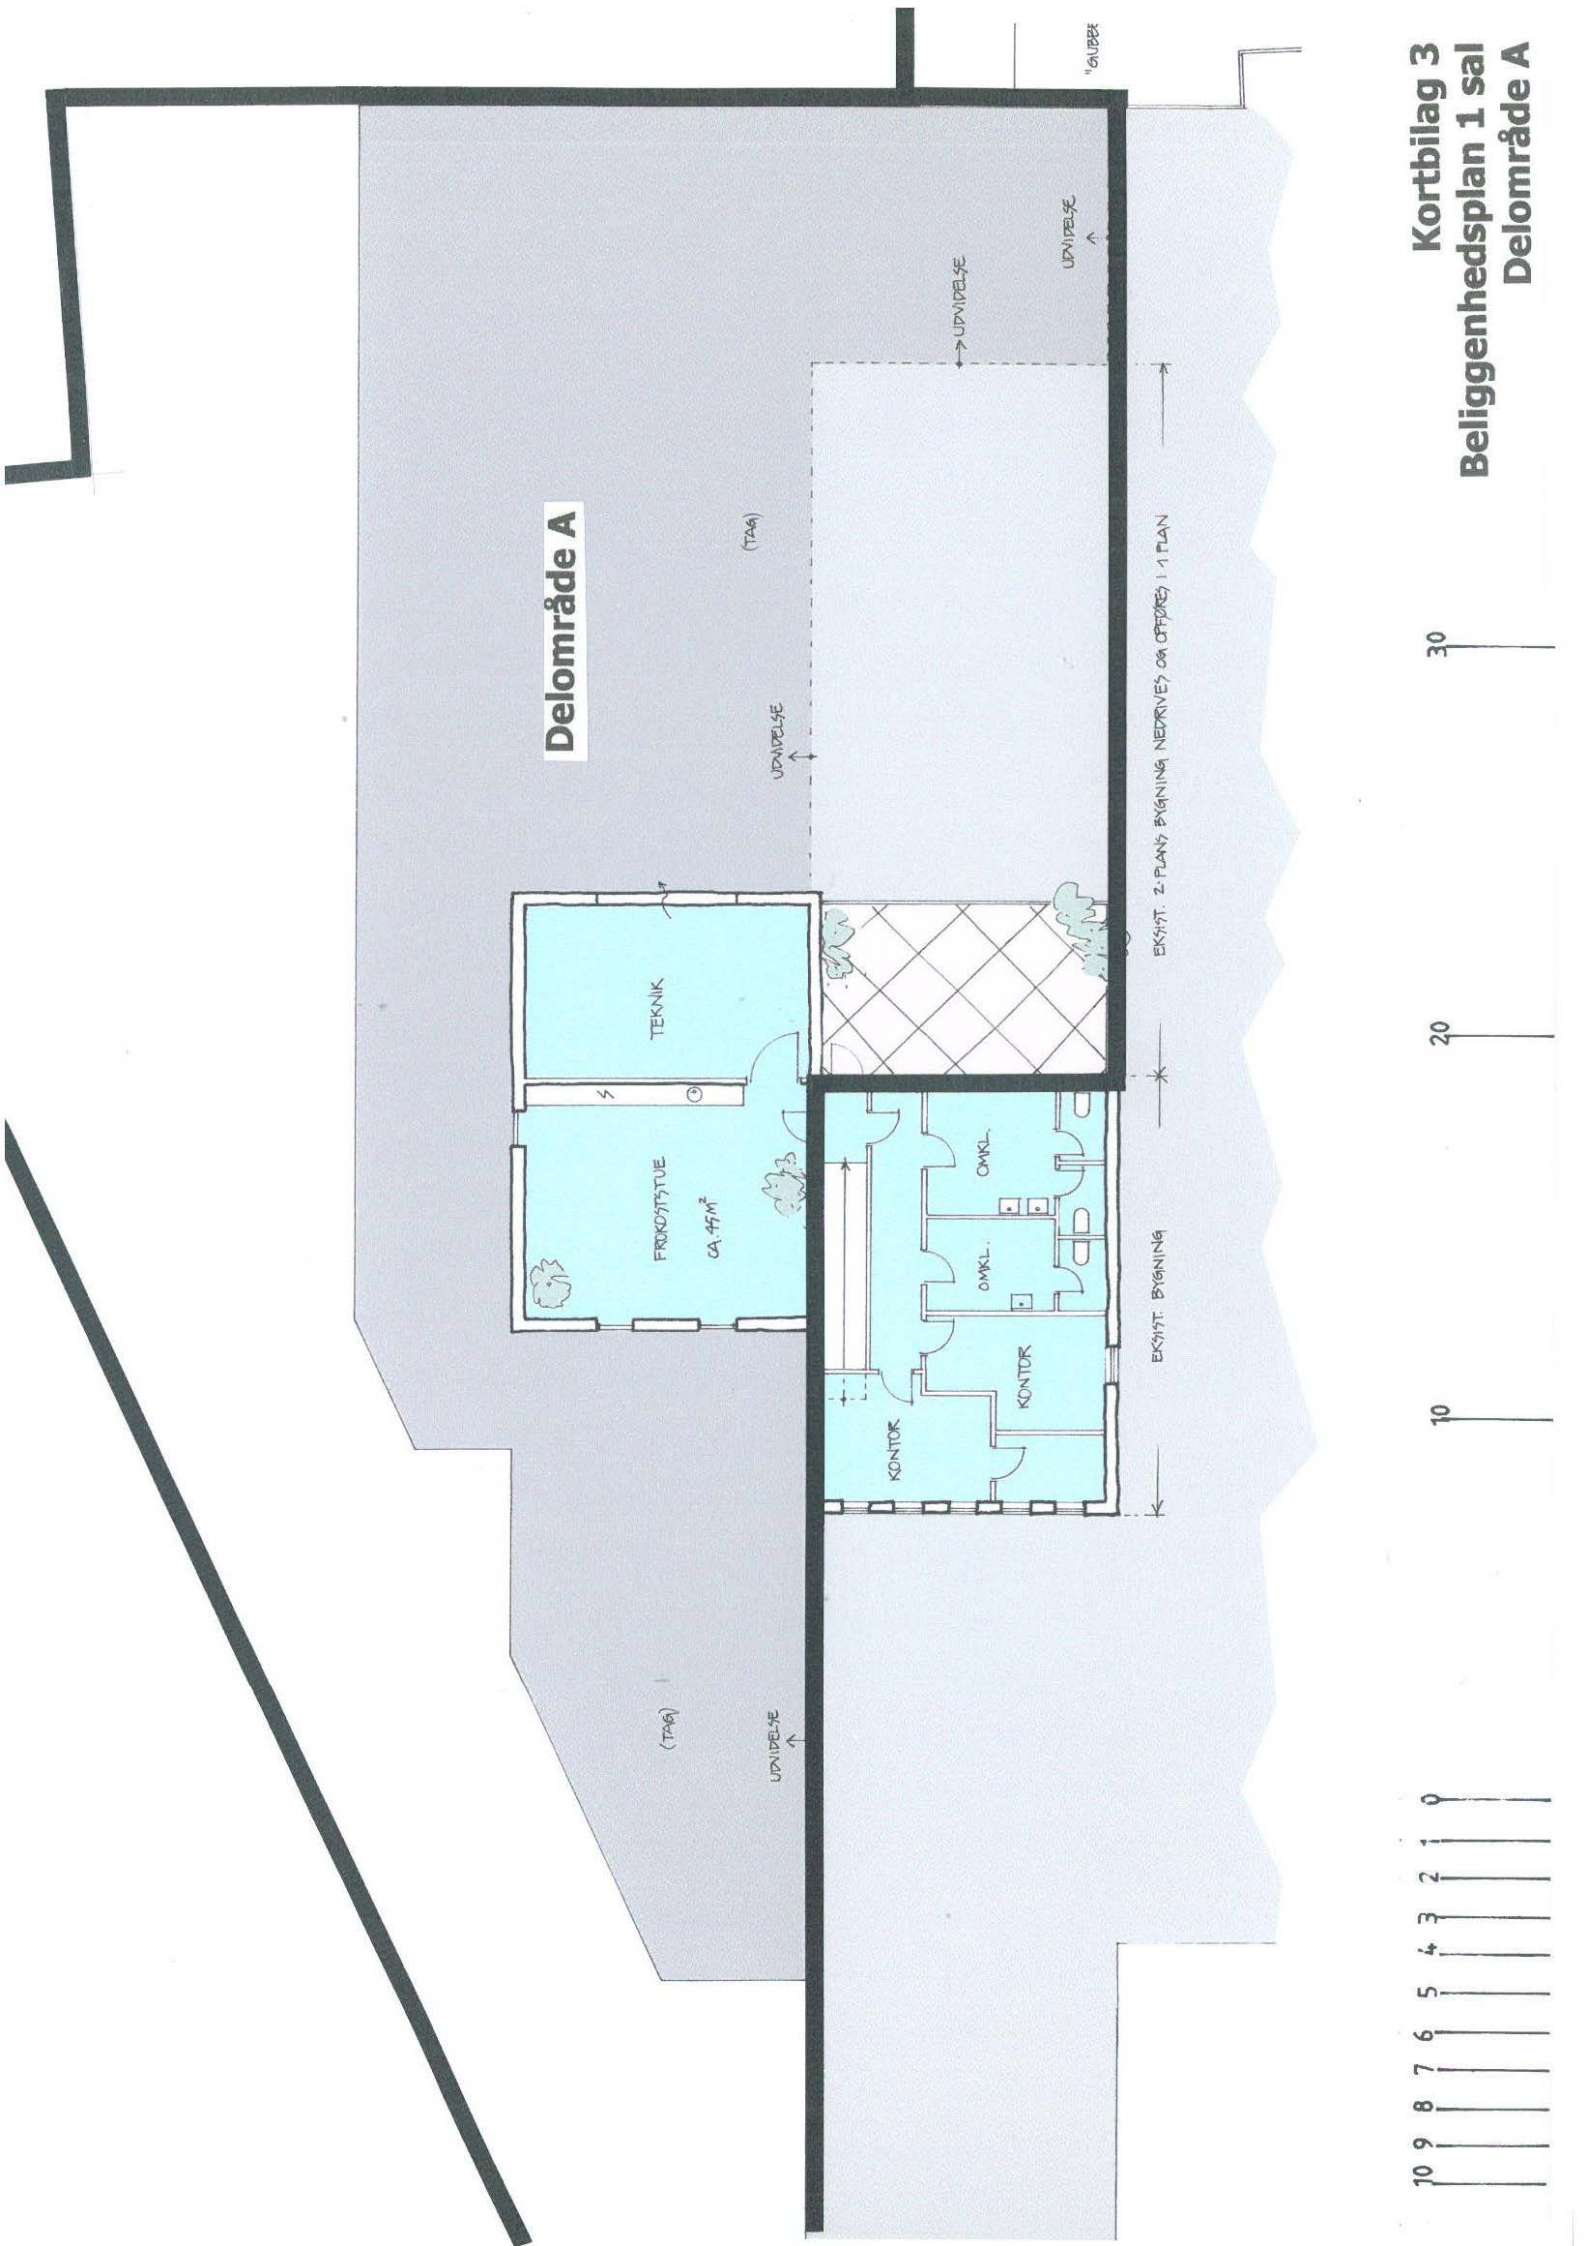 Kortbilag 3
Beliggenhedsplan 1 sal
Delområde A
"GUBBE
UDVIDELSE
UDVIDELSE
Delområde A
(TAG)
UDVIDELSE
TEKNIK
FROKOSTSTUE
CA. 45M²
OMKL.
OMKL.
KONTOR
KONTOR
EKSIST. 2-PLANS BYGNING NEDRIVES OG OPFØRES I 1 PLAN
EKSIST. BYGNING
(TAG)
UDVIDELSE
10 9 8 7 6 5 4 3 2 1 0 10 20 30